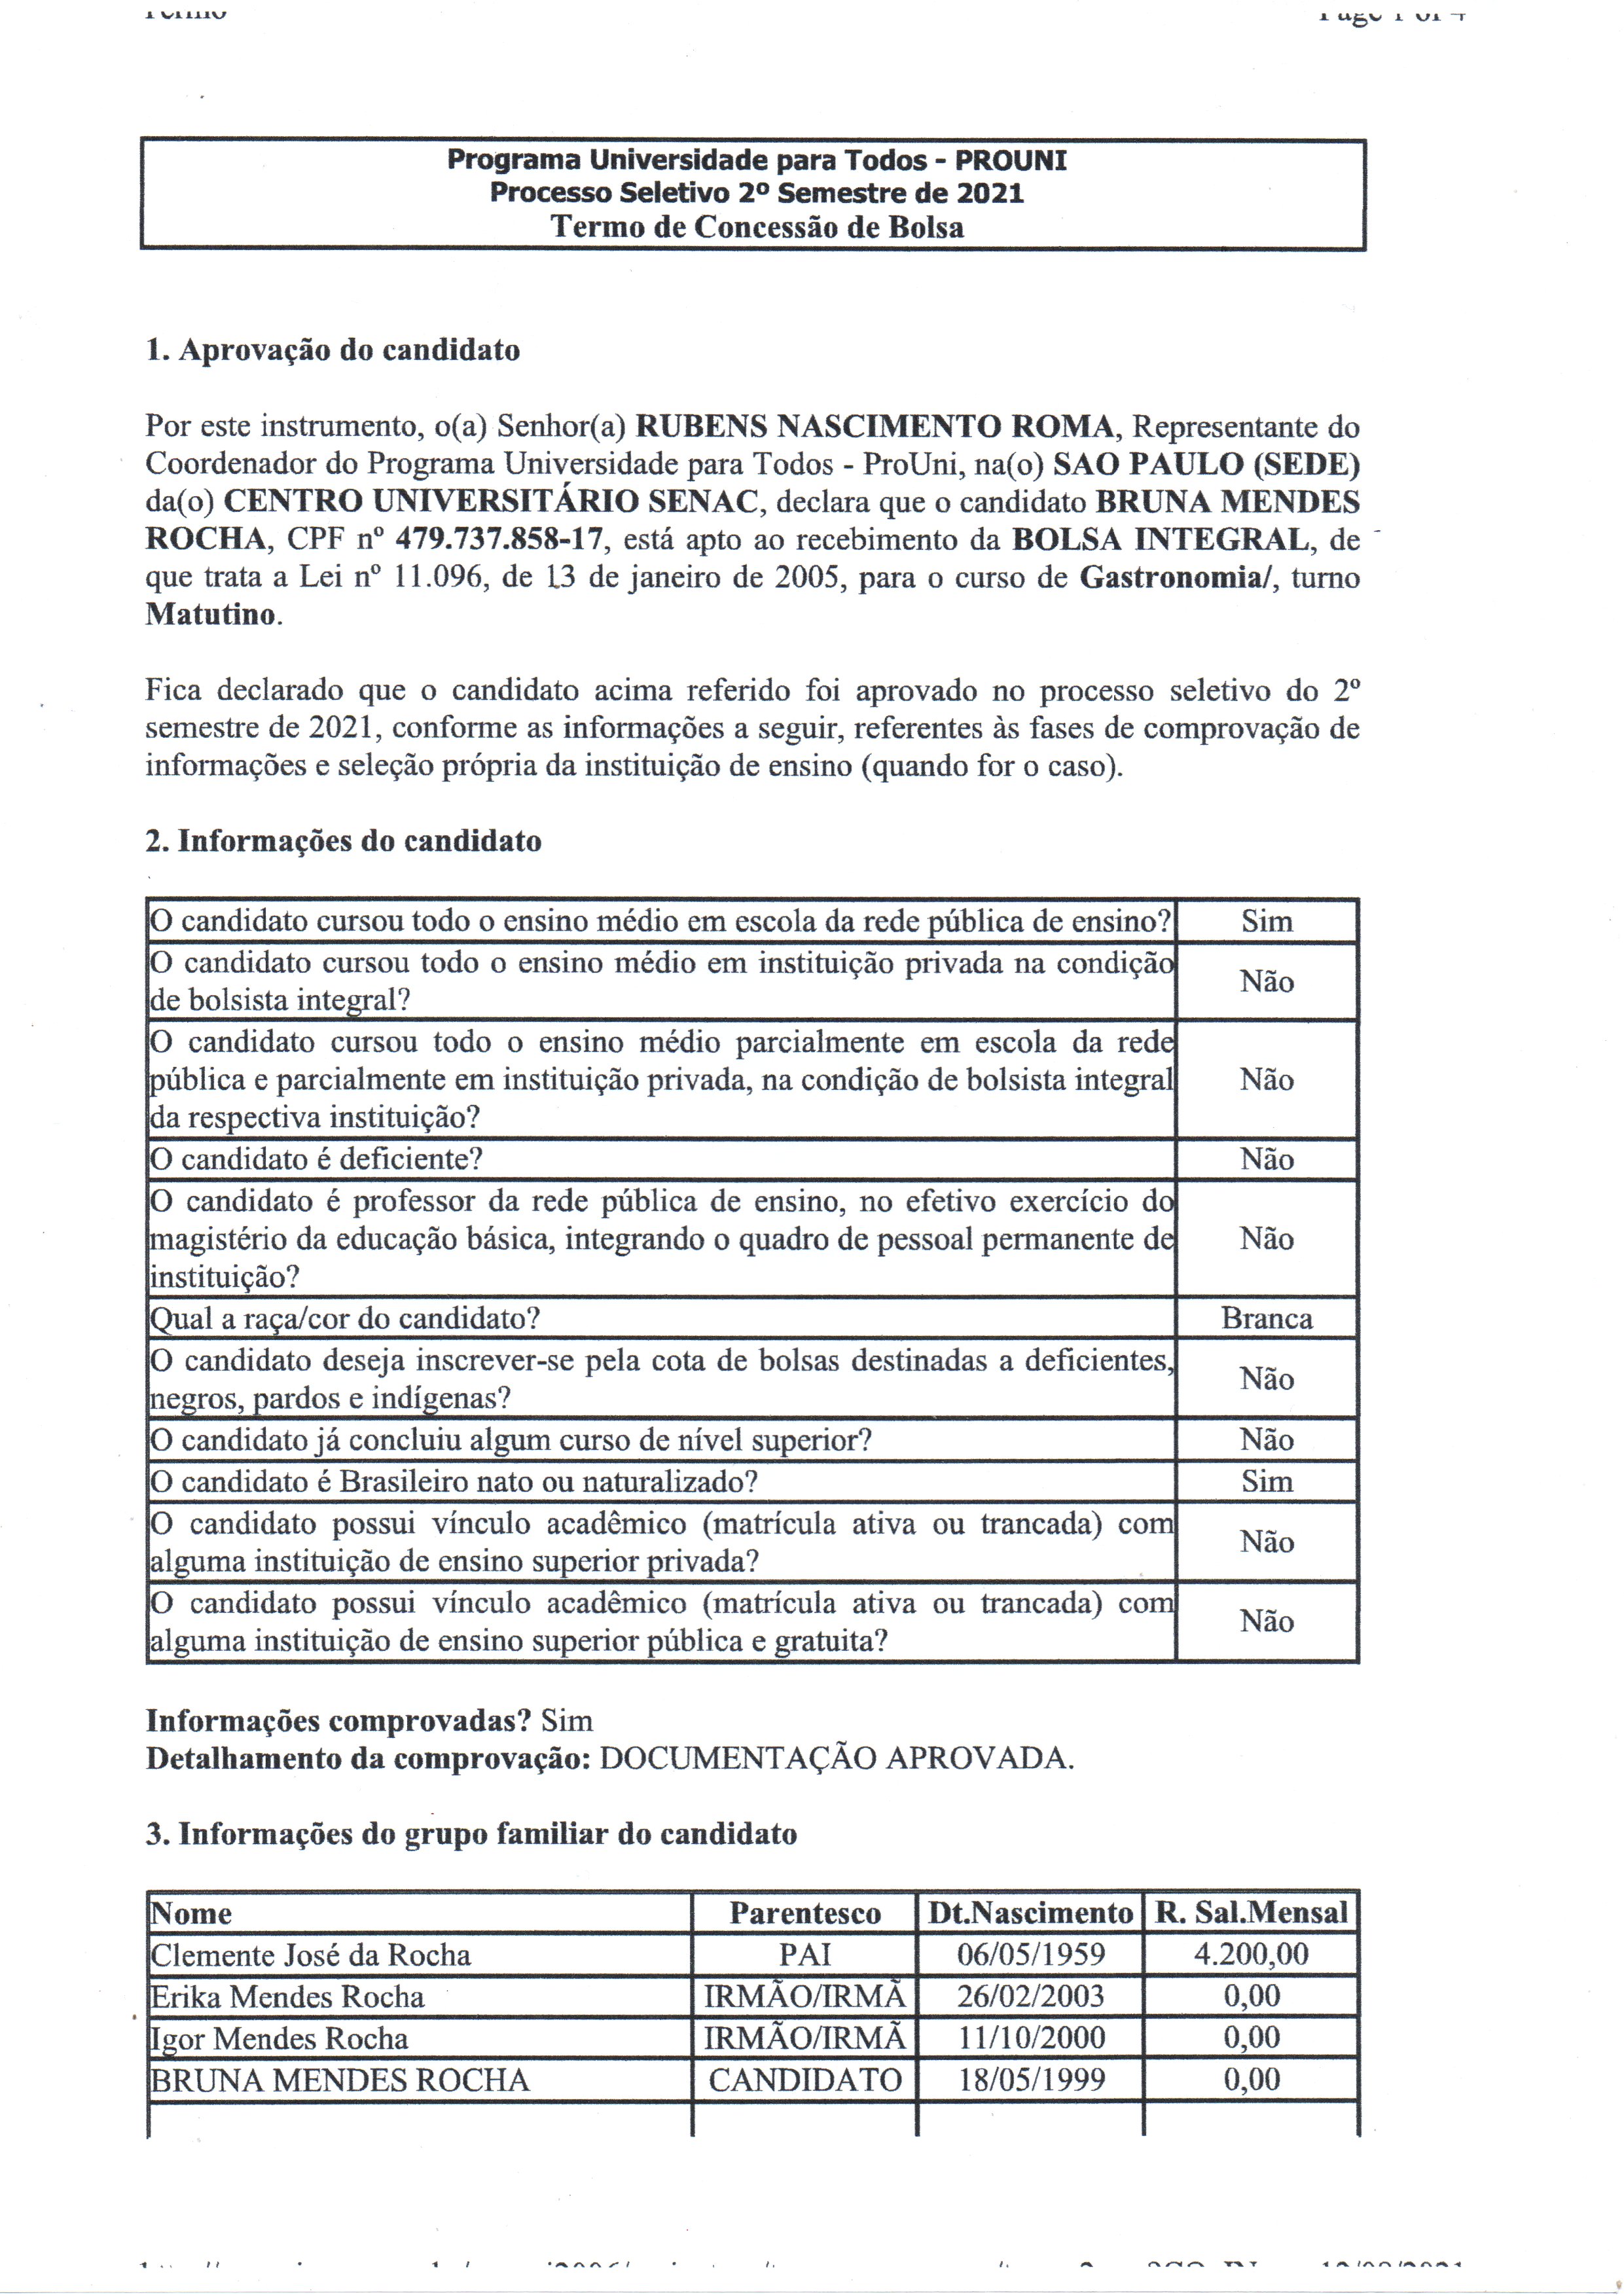 Termo Page 1 of 4
Programa Universidade para Todos - PROUNI
Processo Seletivo 2º Semestre de 2021
Termo de Concessão de Bolsa
1. Aprovação do candidato
Por este instrumento, o(a) Senhor(a) RUBENS NASCIMENTO ROMA, Representante do
Coordenador do Programa Universidade para Todos - ProUni, na(o) SAO PAULO (SEDE)
da(o) CENTRO UNIVERSITÁRIO SENAC, declara que o candidato BRUNA MENDES
ROCHA, CPF nº 479.737.858-17, está apto ao recebimento da BOLSA INTEGRAL, de
que trata a Lei nº 11.096, de 13 de janeiro de 2005, para o curso de Gastronomia/, turno
Matutino.
Fica declarado que o candidato acima referido foi aprovado no processo seletivo do 2º
semestre de 2021, conforme as informações a seguir, referentes às fases de comprovação de
informações e seleção própria da instituição de ensino (quando for o caso).
2. Informações do candidato
O candidato cursou todo o ensino médio em escola da rede pública de ensino? Sim
O candidato cursou todo o ensino médio em instituição privada na condição
de bolsista integral? Não
O candidato cursou todo o ensino médio parcialmente em escola da rede
pública e parcialmente em instituição privada, na condição de bolsista integral Não
da respectiva instituição?
O candidato é deficiente? Não
O candidato é professor da rede pública de ensino, no efetivo exercício do
magistério da educação básica, integrando o quadro de pessoal permanente de Não
instituição?
Qual a raça/cor do candidato? Branca
O candidato deseja inscrever-se pela cota de bolsas destinadas a deficientes,
negros, pardos e indígenas? Não
O candidato já concluiu algum curso de nível superior? Não
O candidato é Brasileiro nato ou naturalizado? Sim
O candidato possui vínculo acadêmico (matrícula ativa ou trancada) com
alguma instituição de ensino superior privada? Não
O candidato possui vínculo acadêmico (matrícula ativa ou trancada) com
alguma instituição de ensino superior pública e gratuita? Não
Informações comprovadas? Sim
Detalhamento da comprovação: DOCUMENTAÇÃO APROVADA.
3. Informações do grupo familiar do candidato
Nome Parentesco Dt.Nascimento R. Sal.Mensal
Clemente José da Rocha PAI 06/05/1959 4.200,00
Erika Mendes Rocha IRMÃO/IRMÃ 26/02/2003 0,00
Igor Mendes Rocha IRMÃO/IRMÃ 11/10/2000 0,00
BRUNA MENDES ROCHA CANDIDATO 18/05/1999 0,00